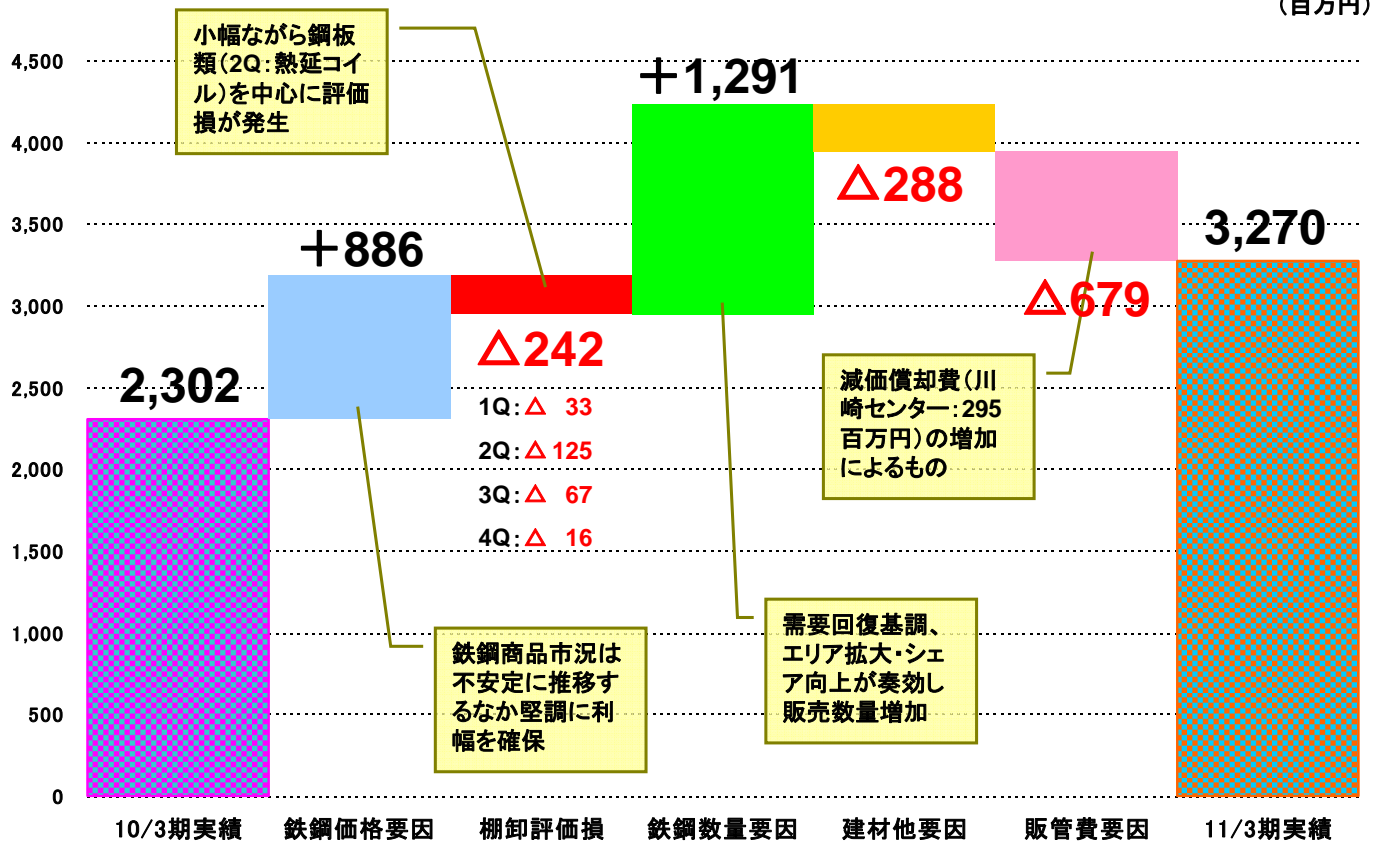 （百万円）
4,500
4,000
3,500
3,000
2,500
2,000
1,500
1,000
500
0
小幅ながら鋼板
類（2Q：熱延コイ
ル）を中心に評価
損が発生
＋1,291
△288
＋886
3,270
△679
△242
2,302
1Q：△ 33
2Q：△ 125
3Q：△ 67
4Q：△ 16
減価償却費（川
崎センター：295
百万円）の増加
によるもの
需要回復基調、
エリア拡大・シェ
ア向上が奏効し
販売数量増加
鉄鋼商品市況は
不安定に推移す
るなか堅調に利
幅を確保
10/3期実績
鉄鋼価格要因
棚卸評価損
鉄鋼数量要因
建材他要因
販管費要因
11/3期実績